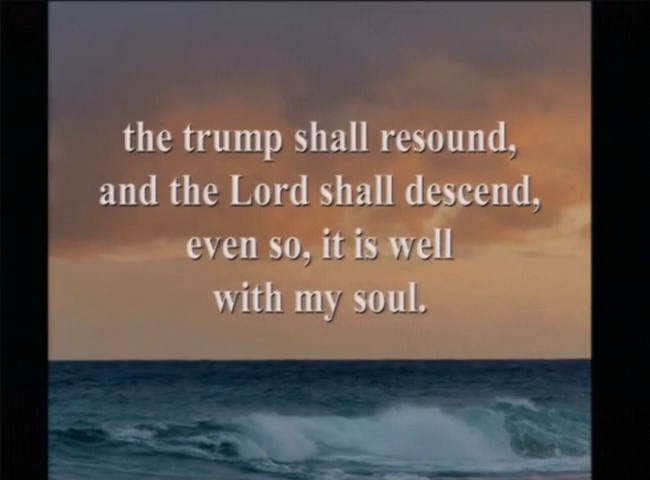 the trump shall resound,
and the Lord shall descend,
even so, it is well
with my soul.